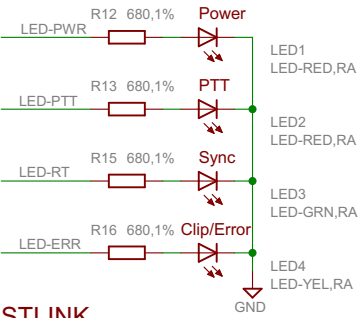 R12 680,1% Power
LED-PWR
LED1
LED-RED,RA
R13 680,1% PTT
LED-PTT
LED2
LED-RED,RA
R15 680,1% Sync
LED-RT
LED3
LED-GRN,RA
R16 680,1% Clip/Error
LED-ERR
LED4
LED-YEL,RA
GND
STLINK